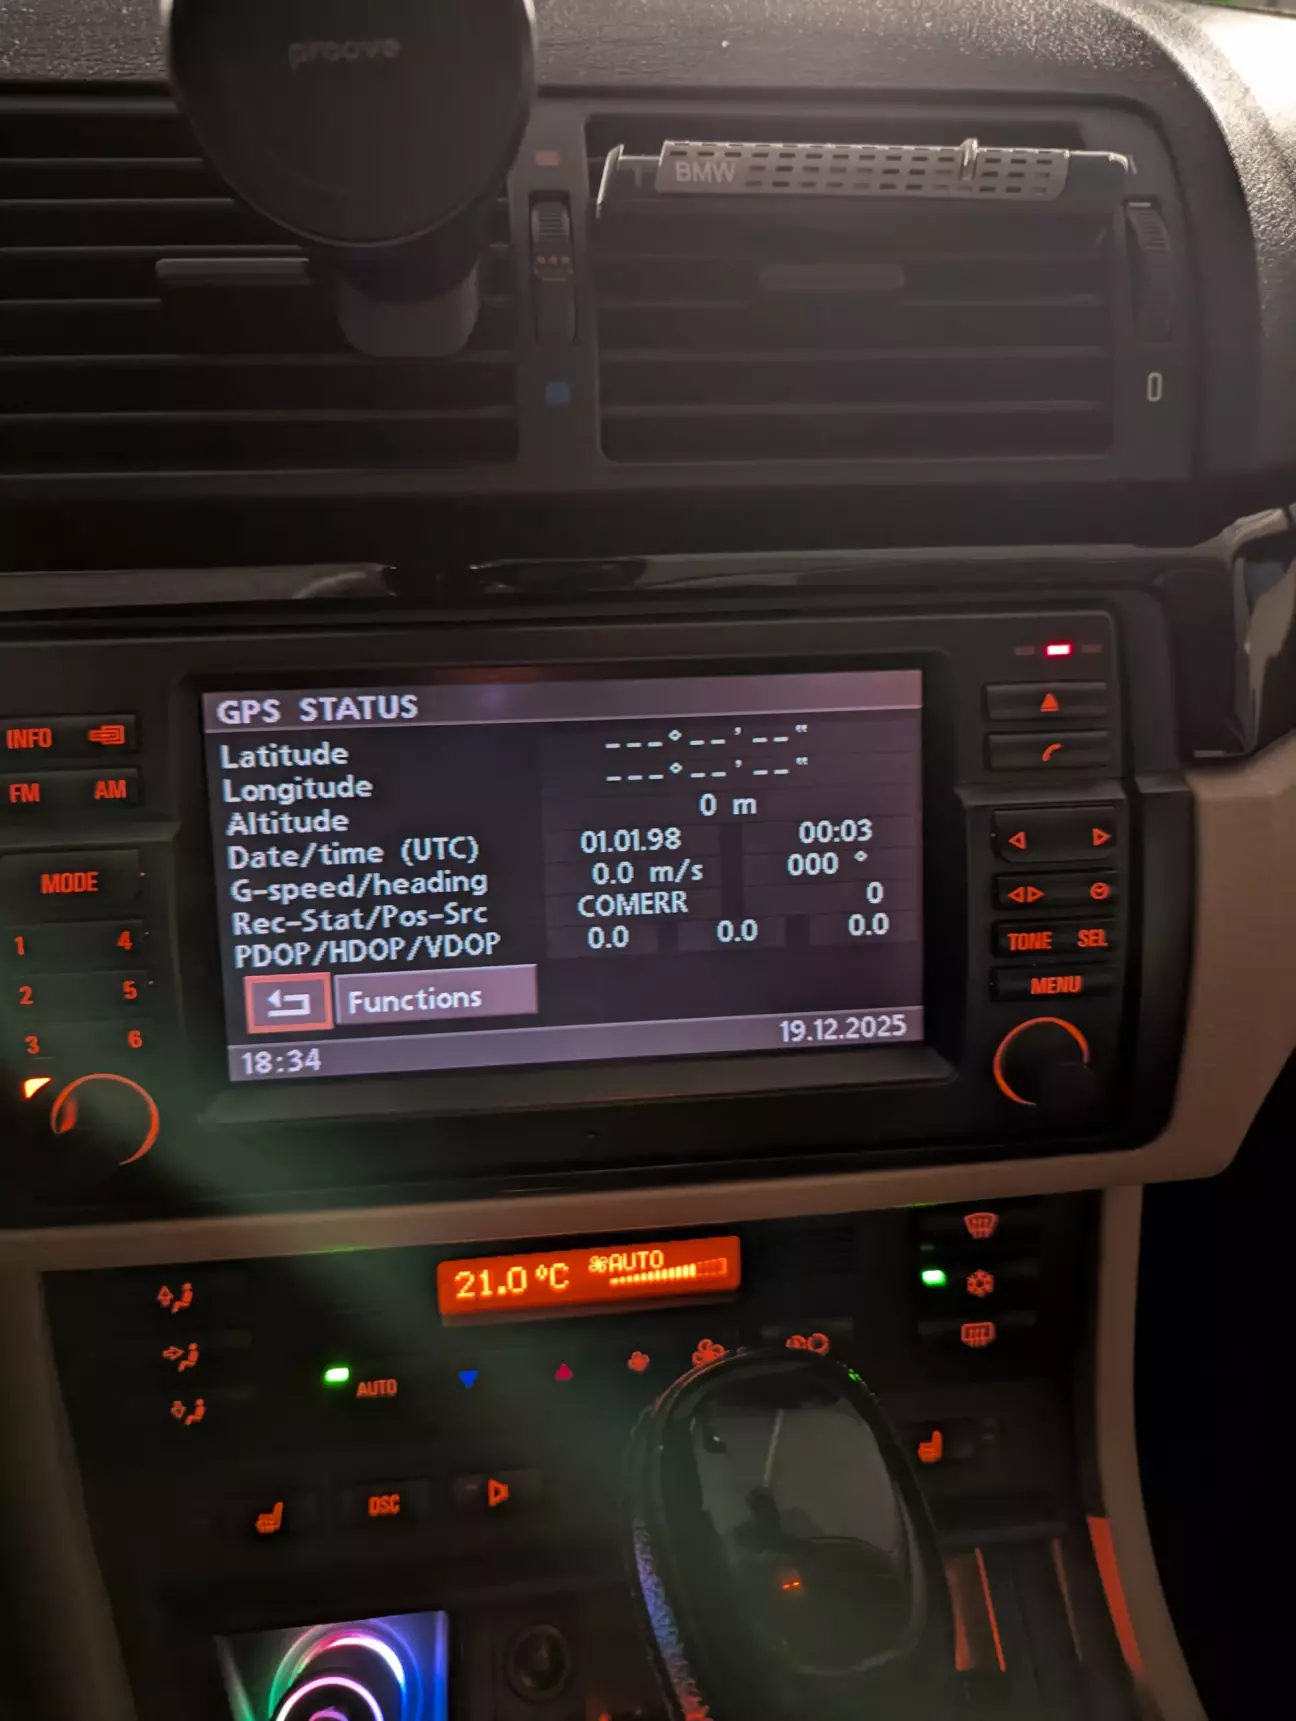 proove
BMW
GPS STATUS
Latitude ---°--'--"
Longitude ---°--'--"
Altitude 0 m
Date/time (UTC) 01.01.98 00:03
G-speed/heading 0.0 m/s 000 °
Rec-Stat/Pos-Src COMERR 0
PDOP/HDOP/VDOP 0.0 0.0 0.0
Functions
18:34 19.12.2025
INFO
FM AM
MODE
1 4
2 5
3 6
TONE SEL
MENU
0
21.0 °C AUTO
AUTO
DSC